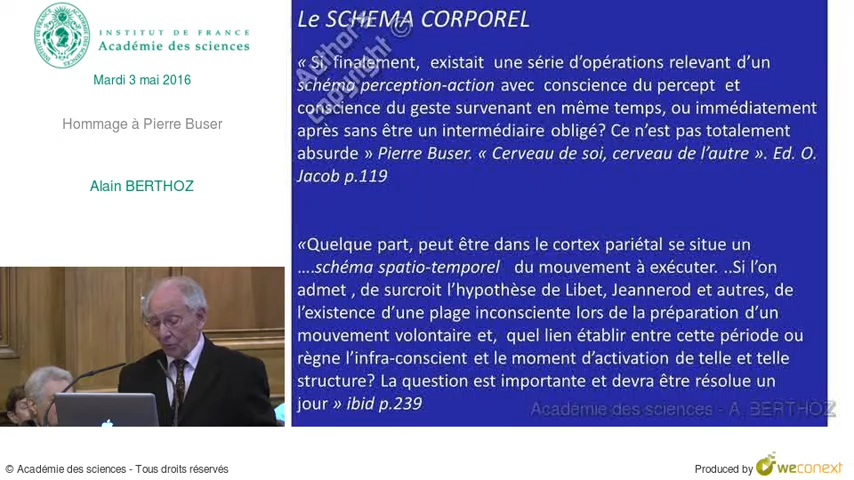 INSTITUT DE FRANCE
Académie des sciences
Mardi 3 mai 2016
Hommage à Pierre Buser
Alain BERTHOZ
Le SCHEMA CORPOREL
« Si, finalement, existait une série d’opérations relevant d’un
schéma perception-action avec conscience du percept et
conscience du geste survenant en même temps, ou immédiatement
après sans être un intermédiaire obligé? Ce n’est pas totalement
absurde » Pierre Buser. « Cerveau de soi, cerveau de l’autre ». Ed. O.
Jacob p.119
«Quelque part, peut être dans le cortex pariétal se situe un
….schéma spatio-temporel du mouvement à exécuter. ..Si l’on
admet , de surcroit l’hypothèse de Libet, Jeannerod et autres, de
l’existence d’une plage inconsciente lors de la préparation d’un
mouvement volontaire et, quel lien établir entre cette période ou
règne l’infra-conscient et le moment d’activation de telle et telle
structure? La question est importante et devra être résolue un
jour » ibid p.239
Académie des sciences - A. BERTHOZ
© Académie des sciences - Tous droits réservés
Produced by weconext